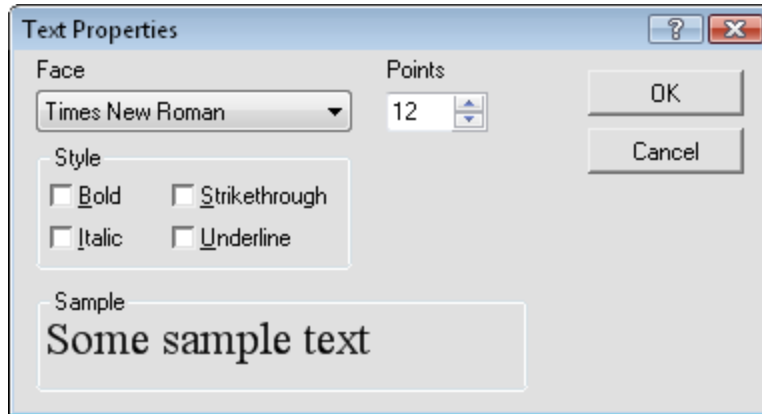 Text Properties
Face
Points
Times New Roman
12
OK
Cancel
Style
Bold
Strikethrough
Italic
Underline
Sample
Some sample text